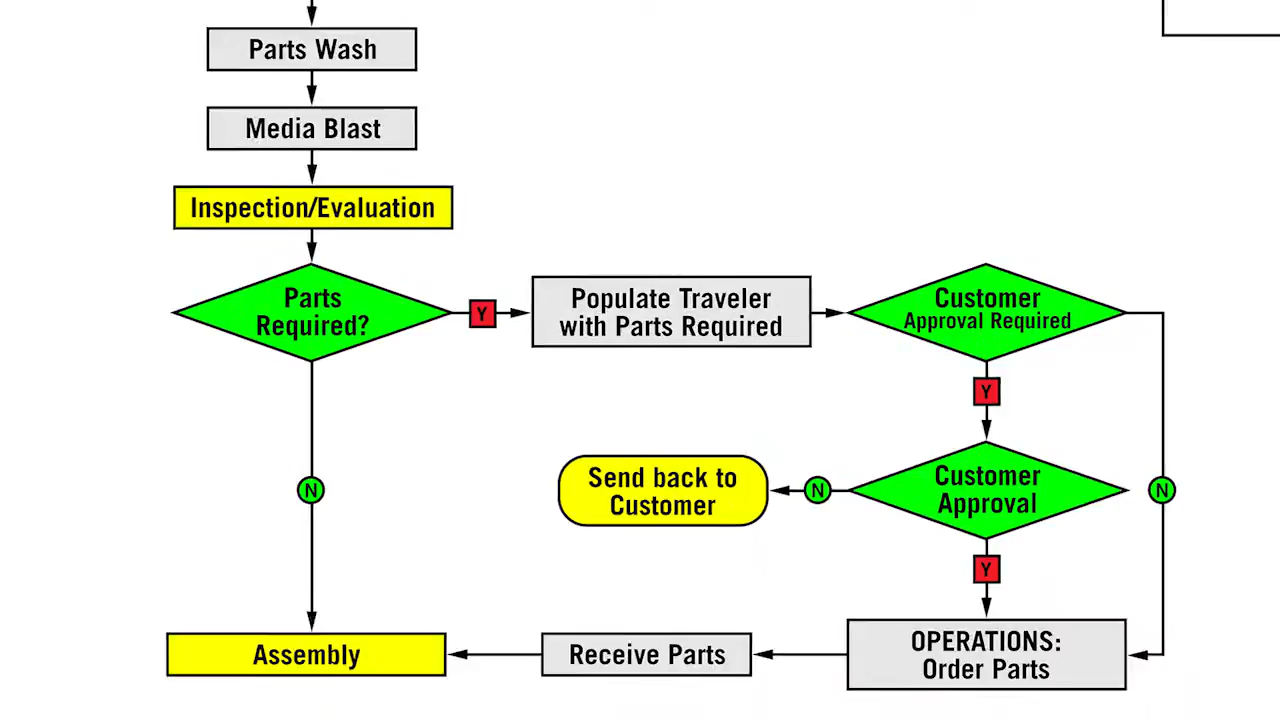 Parts Wash
Media Blast
Inspection/Evaluation
Parts
Required?
Y
Populate Traveler
with Parts Required
Customer
Approval Required
Y
N
Send back to
Customer
N
Customer
Approval
N
Y
Assembly
Receive Parts
OPERATIONS:
Order Parts